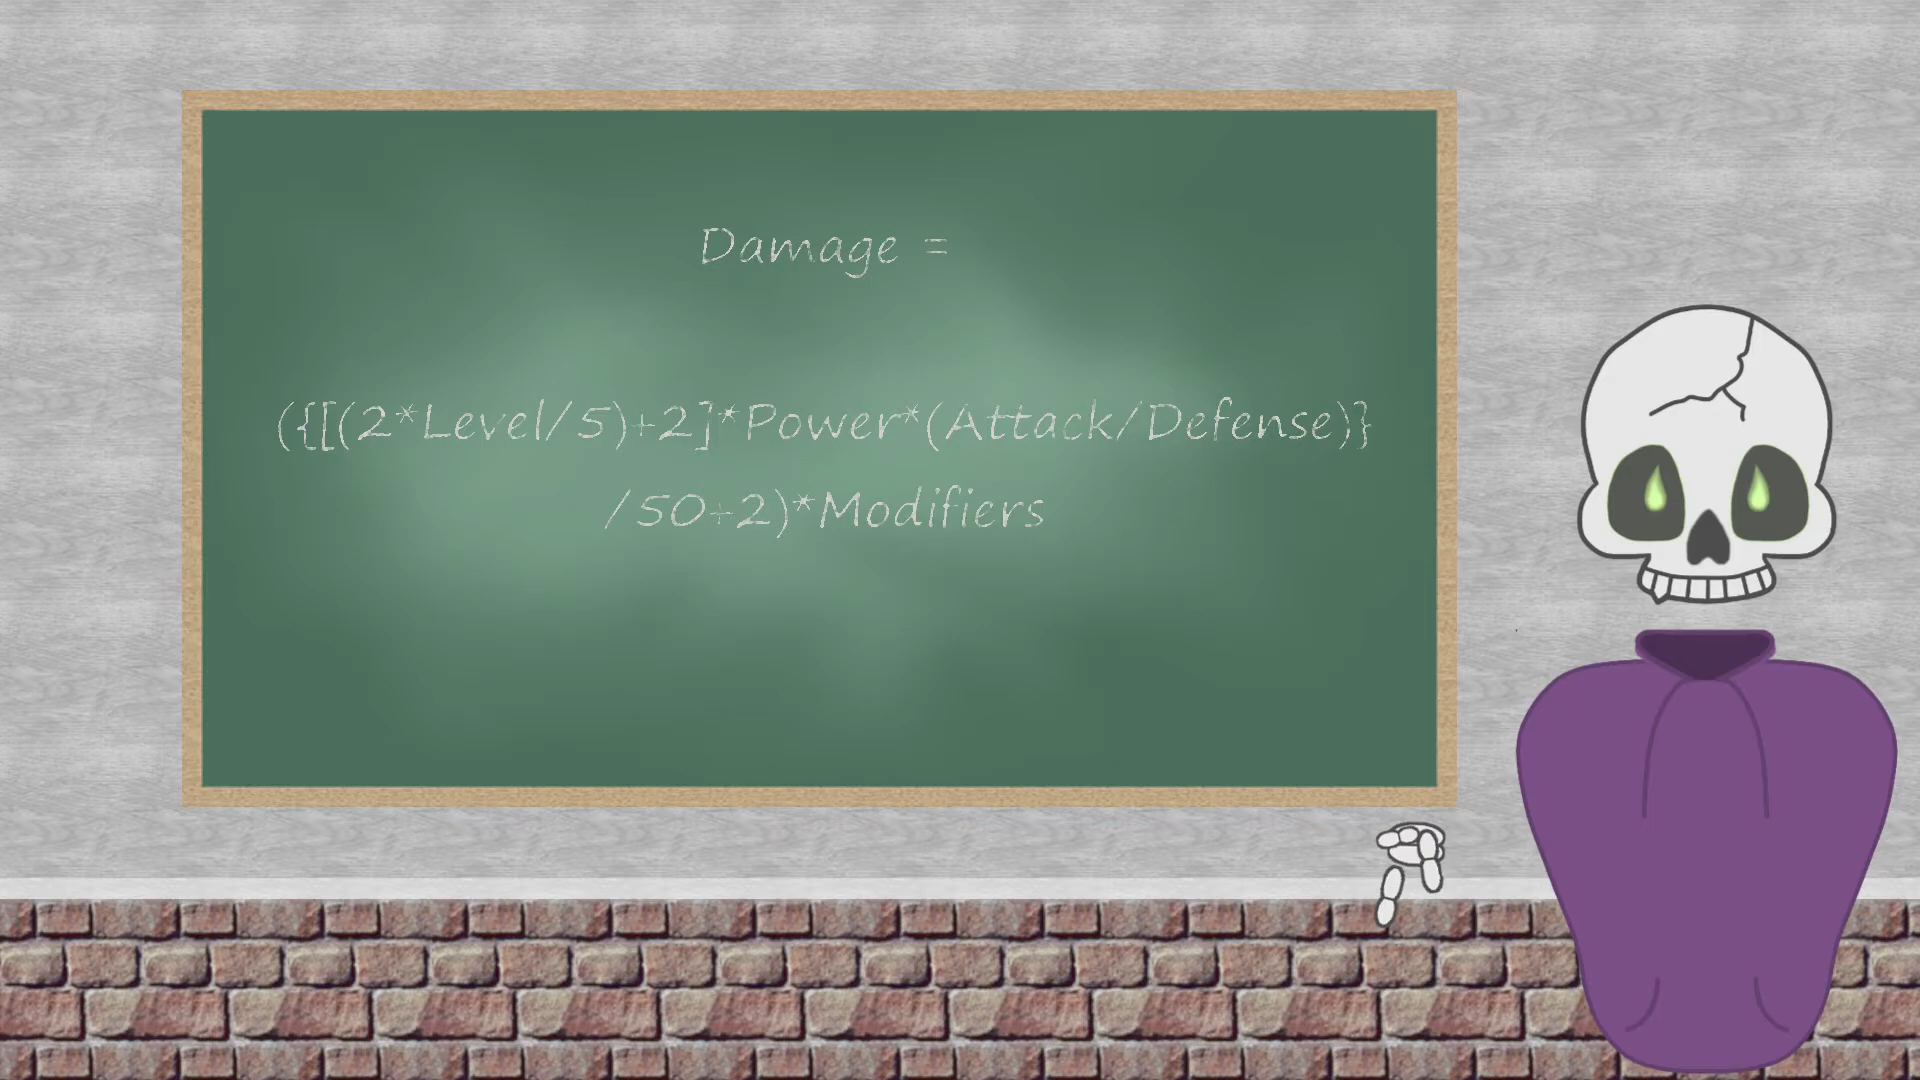 Damage =
({[(2*Level/5)+2]*Power*(Attack/Defense)}
/50+2)*Modifiers